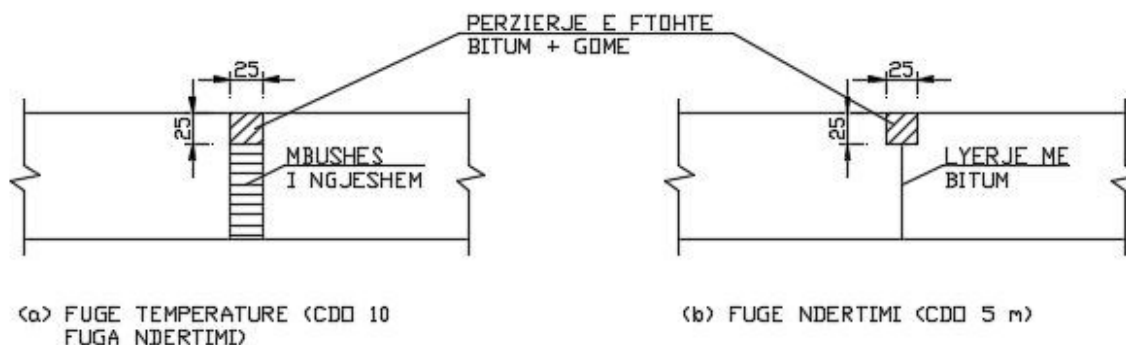 PERZIERJE E FTOHTE
BITUM + GOME
25
25
25
25
MBUSHES
I NGJESHEM
LYERJE ME
BITUM
(a) FUGE TEMPERATURE (CDO 10
FUGA NDERTIMI)
(b) FUGE NDERTIMI (CDO 5 m)